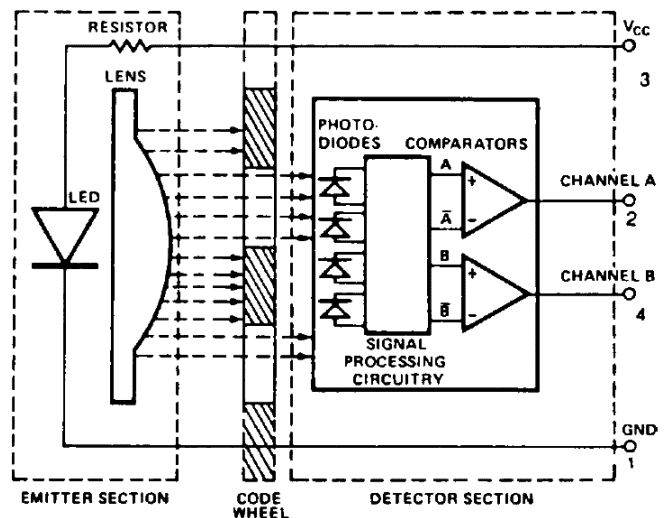 RESISTOR
VCC
3
LENS
LED
PHOTO-
DIODES
COMPARATORS
A
+
CHANNEL A
2
Ā
−
B
+
CHANNEL B
4
B̄
−
SIGNAL
PROCESSING
CIRCUITRY
GND
1
EMITTER SECTION
CODE
WHEEL
DETECTOR SECTION